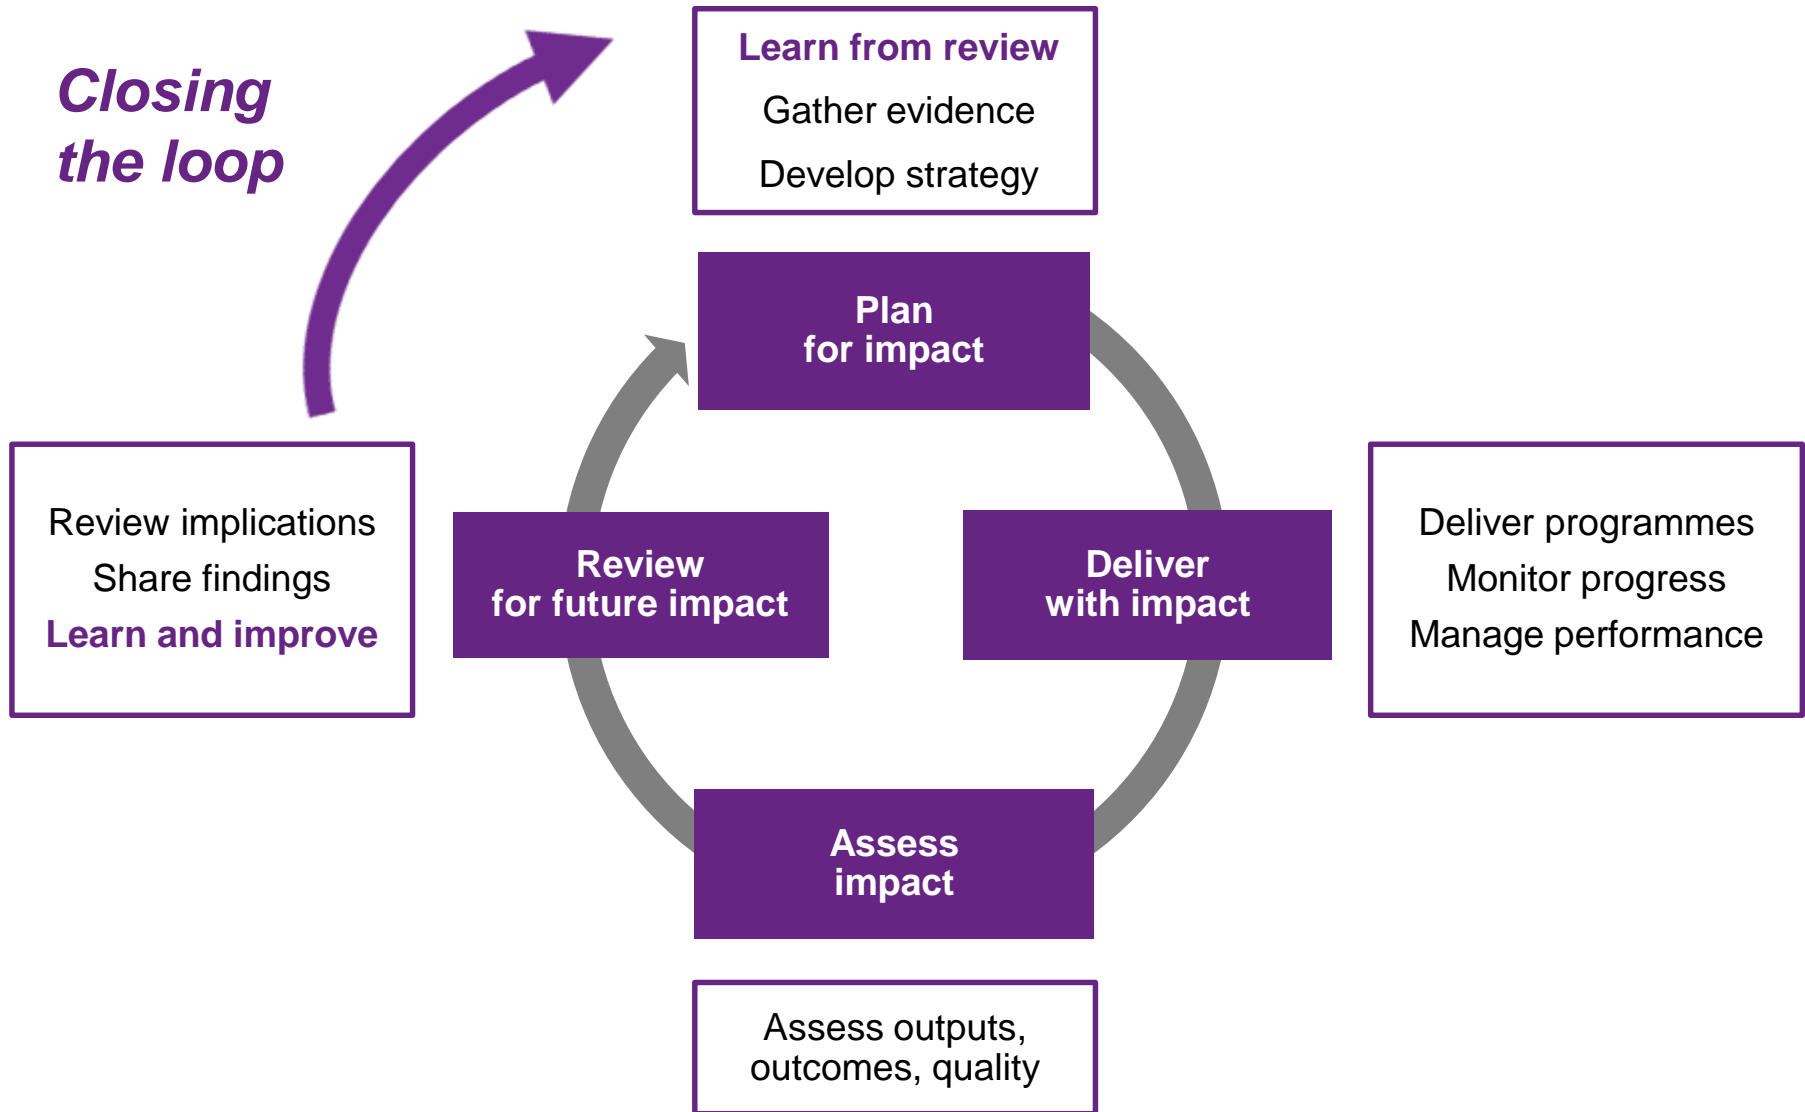 Closing
the loop
Learn from review
Gather evidence
Develop strategy
Plan
for impact
Review implications
Share findings
Learn and improve
Review
for future impact
Deliver
with impact
Deliver programmes
Monitor progress
Manage performance
Assess
impact
Assess outputs,
outcomes, quality